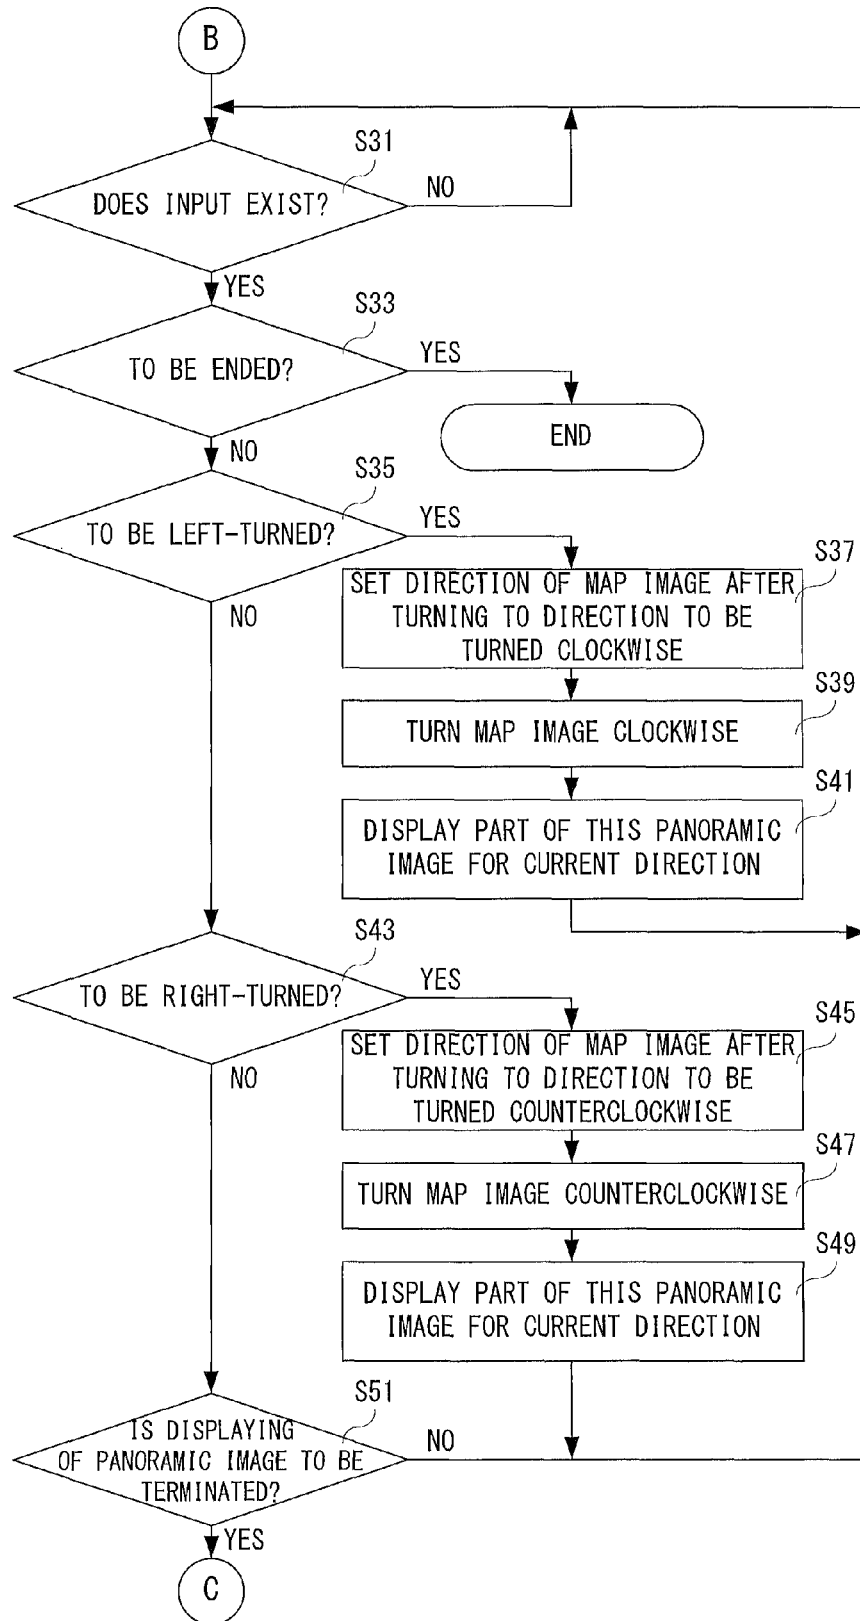 B
S31
DOES INPUT EXIST?
NO
YES
S33
TO BE ENDED?
YES
END
NO
S35
TO BE LEFT-TURNED?
YES
S37
SET DIRECTION OF MAP IMAGE AFTER
TURNING TO DIRECTION TO BE
TURNED CLOCKWISE
NO
S39
TURN MAP IMAGE CLOCKWISE
S41
DISPLAY PART OF THIS PANORAMIC
IMAGE FOR CURRENT DIRECTION
S43
TO BE RIGHT-TURNED?
YES
S45
SET DIRECTION OF MAP IMAGE AFTER
TURNING TO DIRECTION TO BE
TURNED COUNTERCLOCKWISE
NO
S47
TURN MAP IMAGE COUNTERCLOCKWISE
S49
DISPLAY PART OF THIS PANORAMIC
IMAGE FOR CURRENT DIRECTION
S51
IS DISPLAYING
OF PANORAMIC IMAGE TO BE
TERMINATED?
NO
YES
C